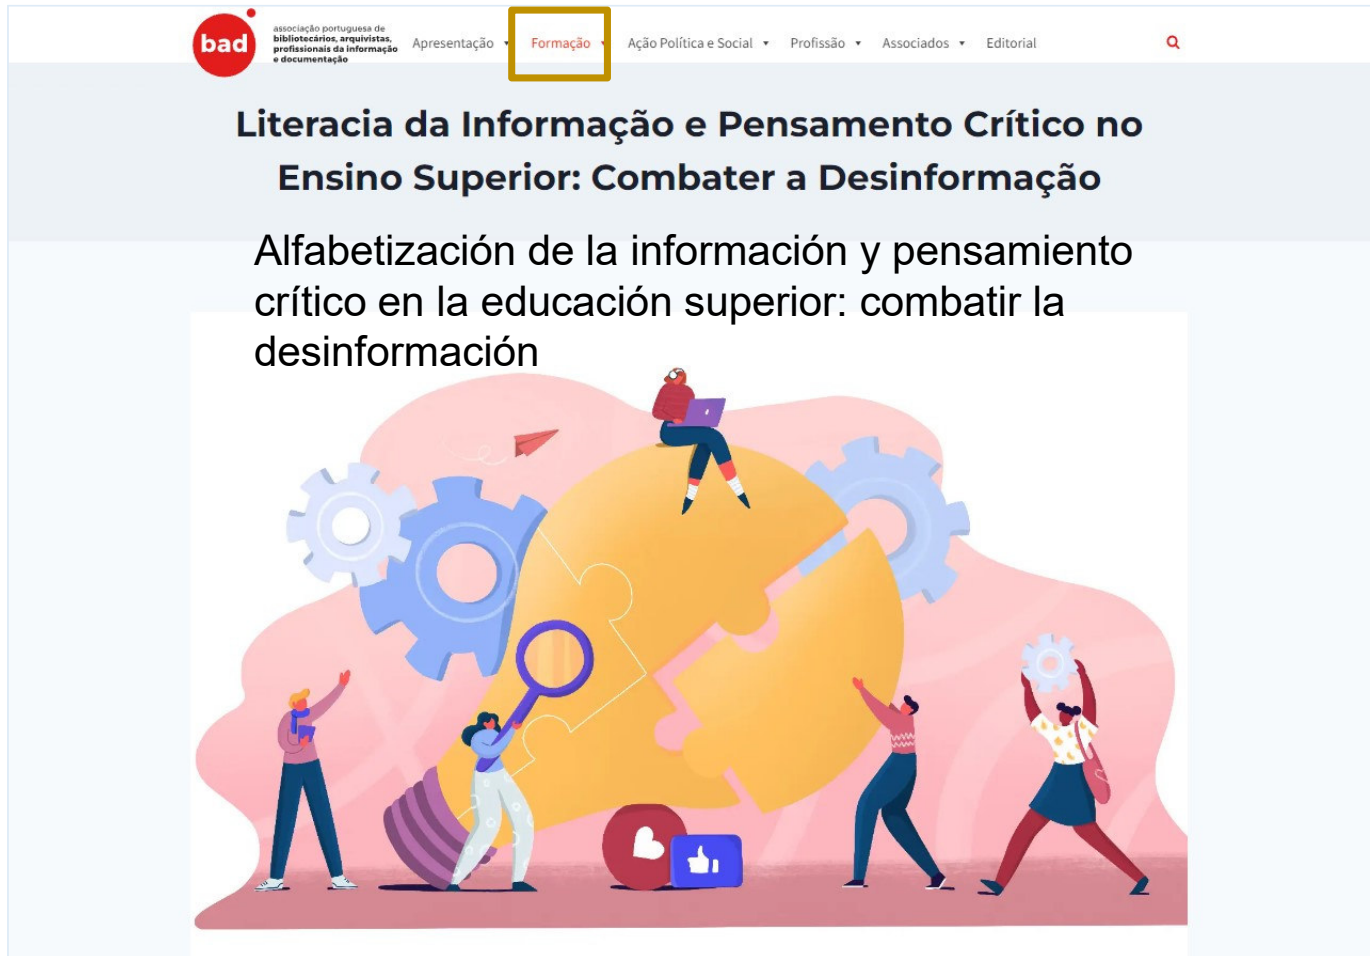 bad
associação portuguesa de
bibliotecários, arquivistas,
profissionais da informação
e documentação
Apresentação Formação Ação Política e Social Profissão Associados Editorial
Literacia da Informação e Pensamento Crítico no
Ensino Superior: Combater a Desinformação
Alfabetización de la información y pensamiento
crítico en la educación superior: combatir la
desinformación